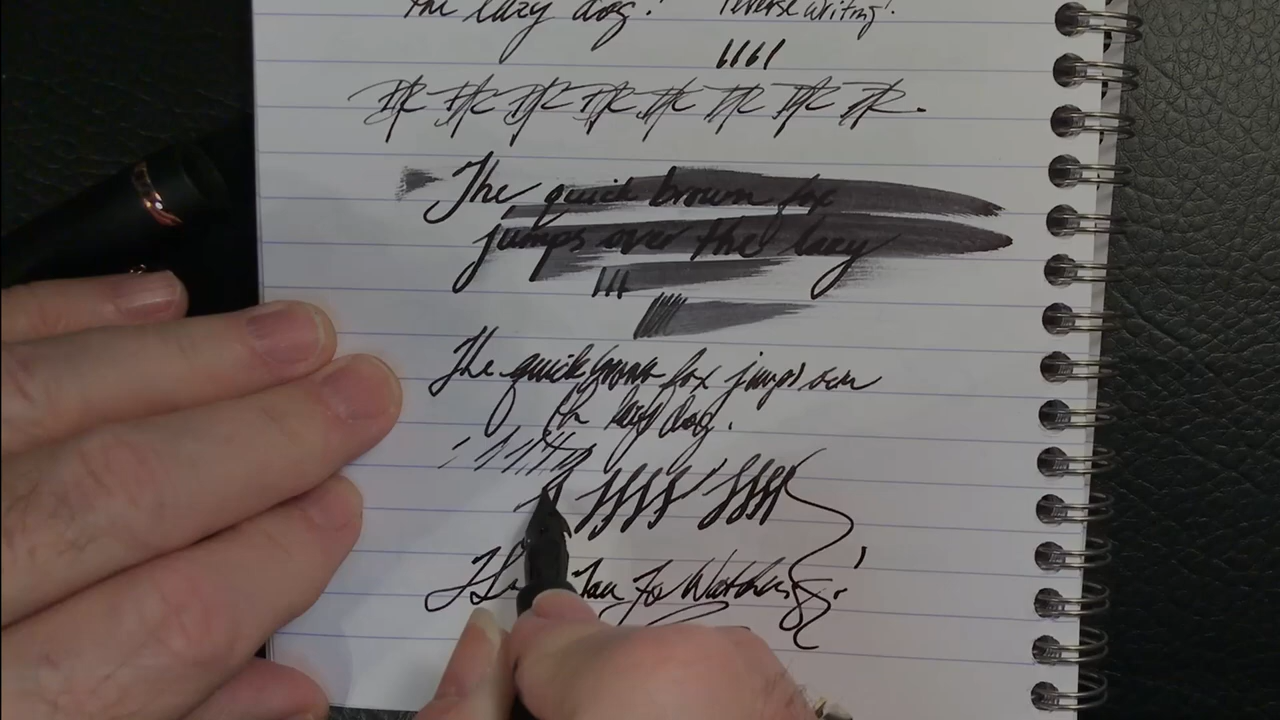 the lazy dog! reverse writing!
The quick brown fox
jumps over the lazy
The quick brown fox jumps over
the lazy dog.
You For Watching!